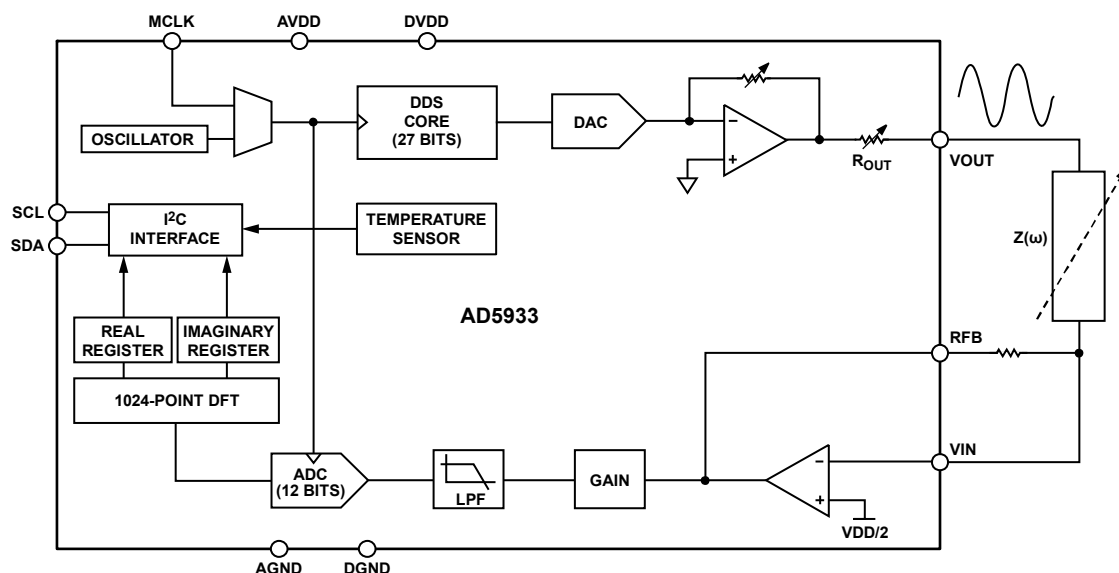 MCLK
AVDD
DVDD
OSCILLATOR
DDS
CORE
(27 BITS)
DAC
ROUT
VOUT
SCL
SDA
I2C
INTERFACE
TEMPERATURE
SENSOR
Z(ω)
AD5933
REAL
REGISTER
IMAGINARY
REGISTER
1024-POINT DFT
RFB
VIN
ADC
(12 BITS)
LPF
GAIN
VDD/2
AGND
DGND